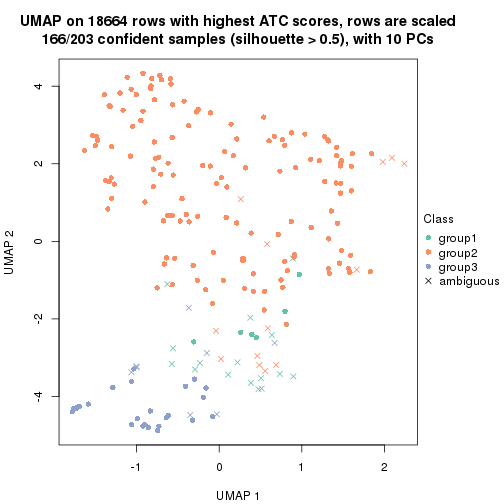 UMAP on 18664 rows with highest ATC scores, rows are scaled
166/203 confident samples (silhouette > 0.5), with 10 PCs
4
2
0
-2
-4
UMAP 2
-1
0
1
2
UMAP 1
Class
group1
group2
group3
ambiguous